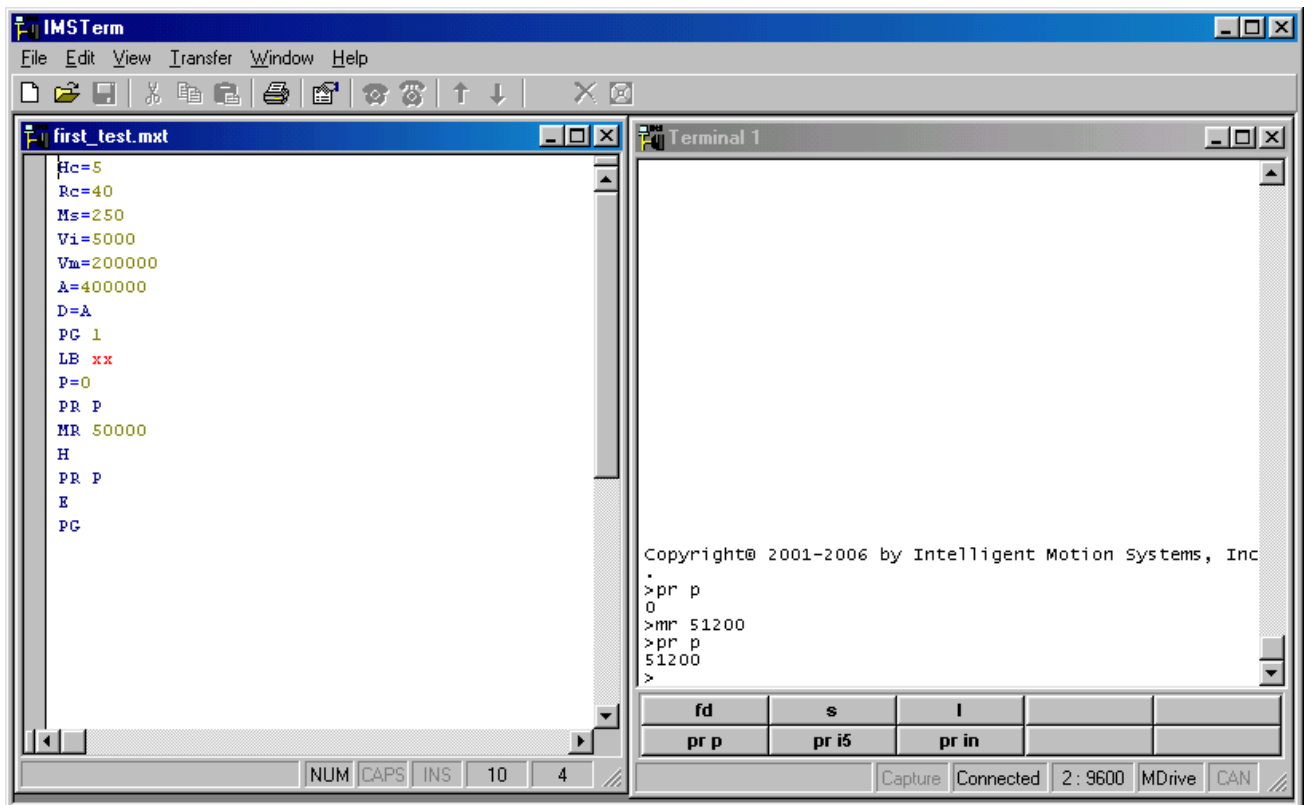 IMSTerm
File Edit View Transfer Window Help
first_test.mxt
Hc=5
Rc=40
Ms=250
Vi=5000
Vm=200000
A=400000
D=A
PG 1
LB xx
P=0
PR P
MR 50000
H
PR P
E
PG
NUM CAPS INS 10 4
Terminal 1
Copyright® 2001-2006 by Intelligent Motion Systems, Inc
.
>pr p
0
>mr 51200
>pr p
51200
>
fd s l
pr p pr i5 pr in
Capture Connected 2 : 9600 MDrive CAN